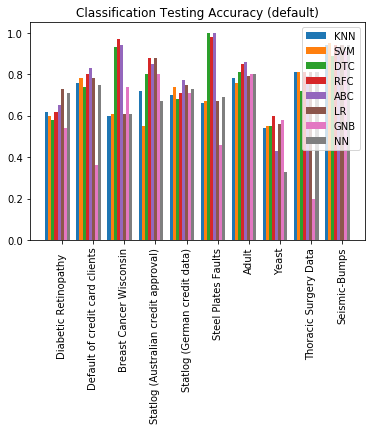 Classification Testing Accuracy (default)
1.0
0.8
0.6
0.4
0.2
0.0
KNN
SVM
DTC
RFC
ABC
LR
GNB
NN
Diabetic Retinopathy
Default of credit card clients
Breast Cancer Wisconsin
Statlog (Australian credit approval)
Statlog (German credit data)
Steel Plates Faults
Adult
Yeast
Thoracic Surgery Data
Seismic-Bumps